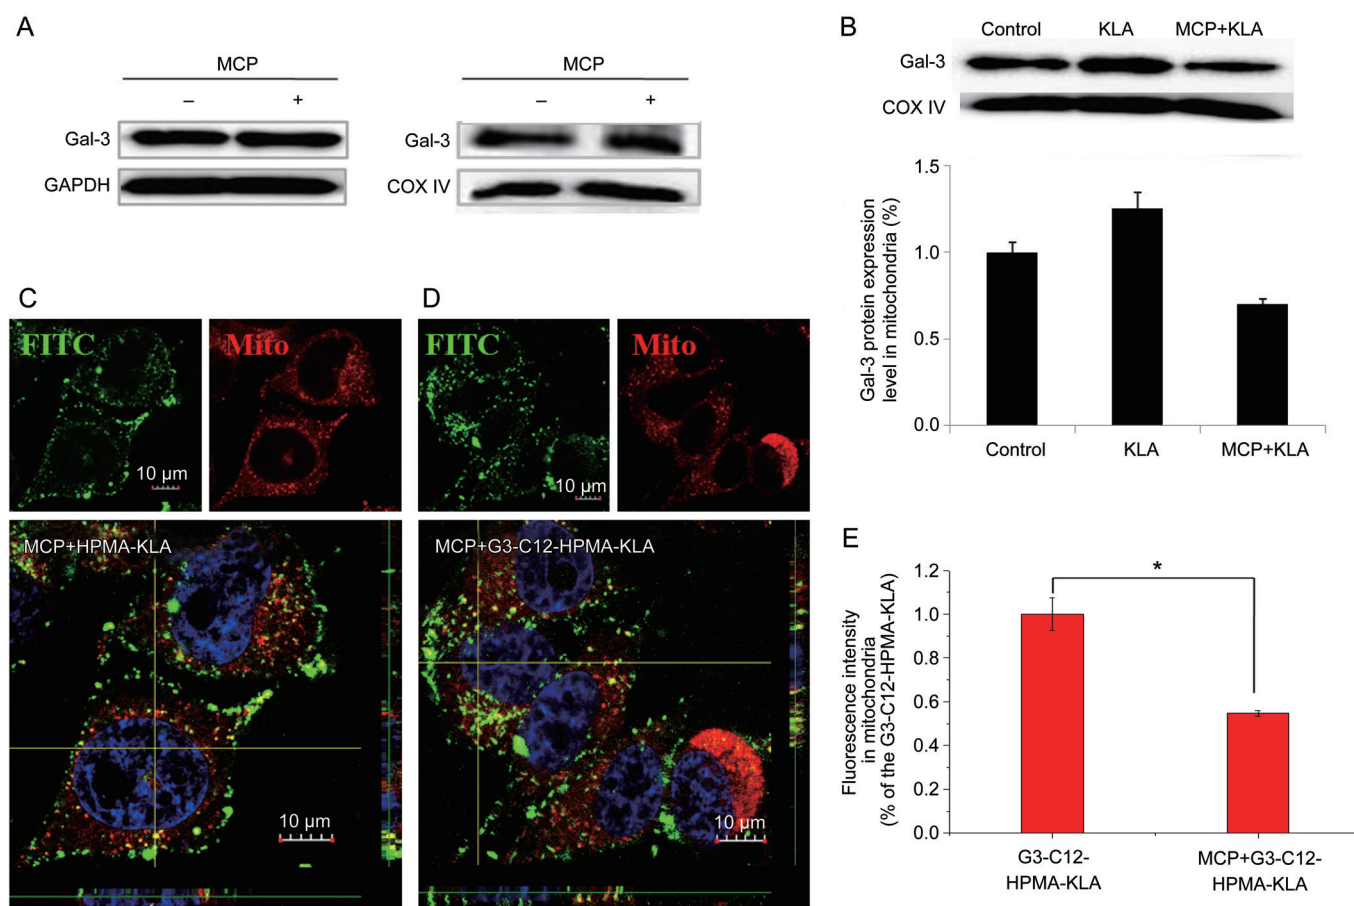 A
MCP
– +
Gal-3
GAPDH
MCP
– +
Gal-3
COX IV
B
Control KLA MCP+KLA
Gal-3
COX IV
Gal-3 protein expression
level in mitochondria (%)
1.5
1.0
0.5
0.0
Control KLA MCP+KLA
C
FITC
10 µm
Mito
MCP+HPMA-KLA
10 µm
D
FITC
10 µm
Mito
MCP+G3-C12-HPMA-KLA
10 µm
E
Fluorescence intensity
in mitochondria
(% of the G3-C12-HPMA-KLA)
1.2
1.0
0.8
0.6
0.4
0.2
0.0
*
G3-C12-
HPMA-KLA
MCP+G3-C12-
HPMA-KLA